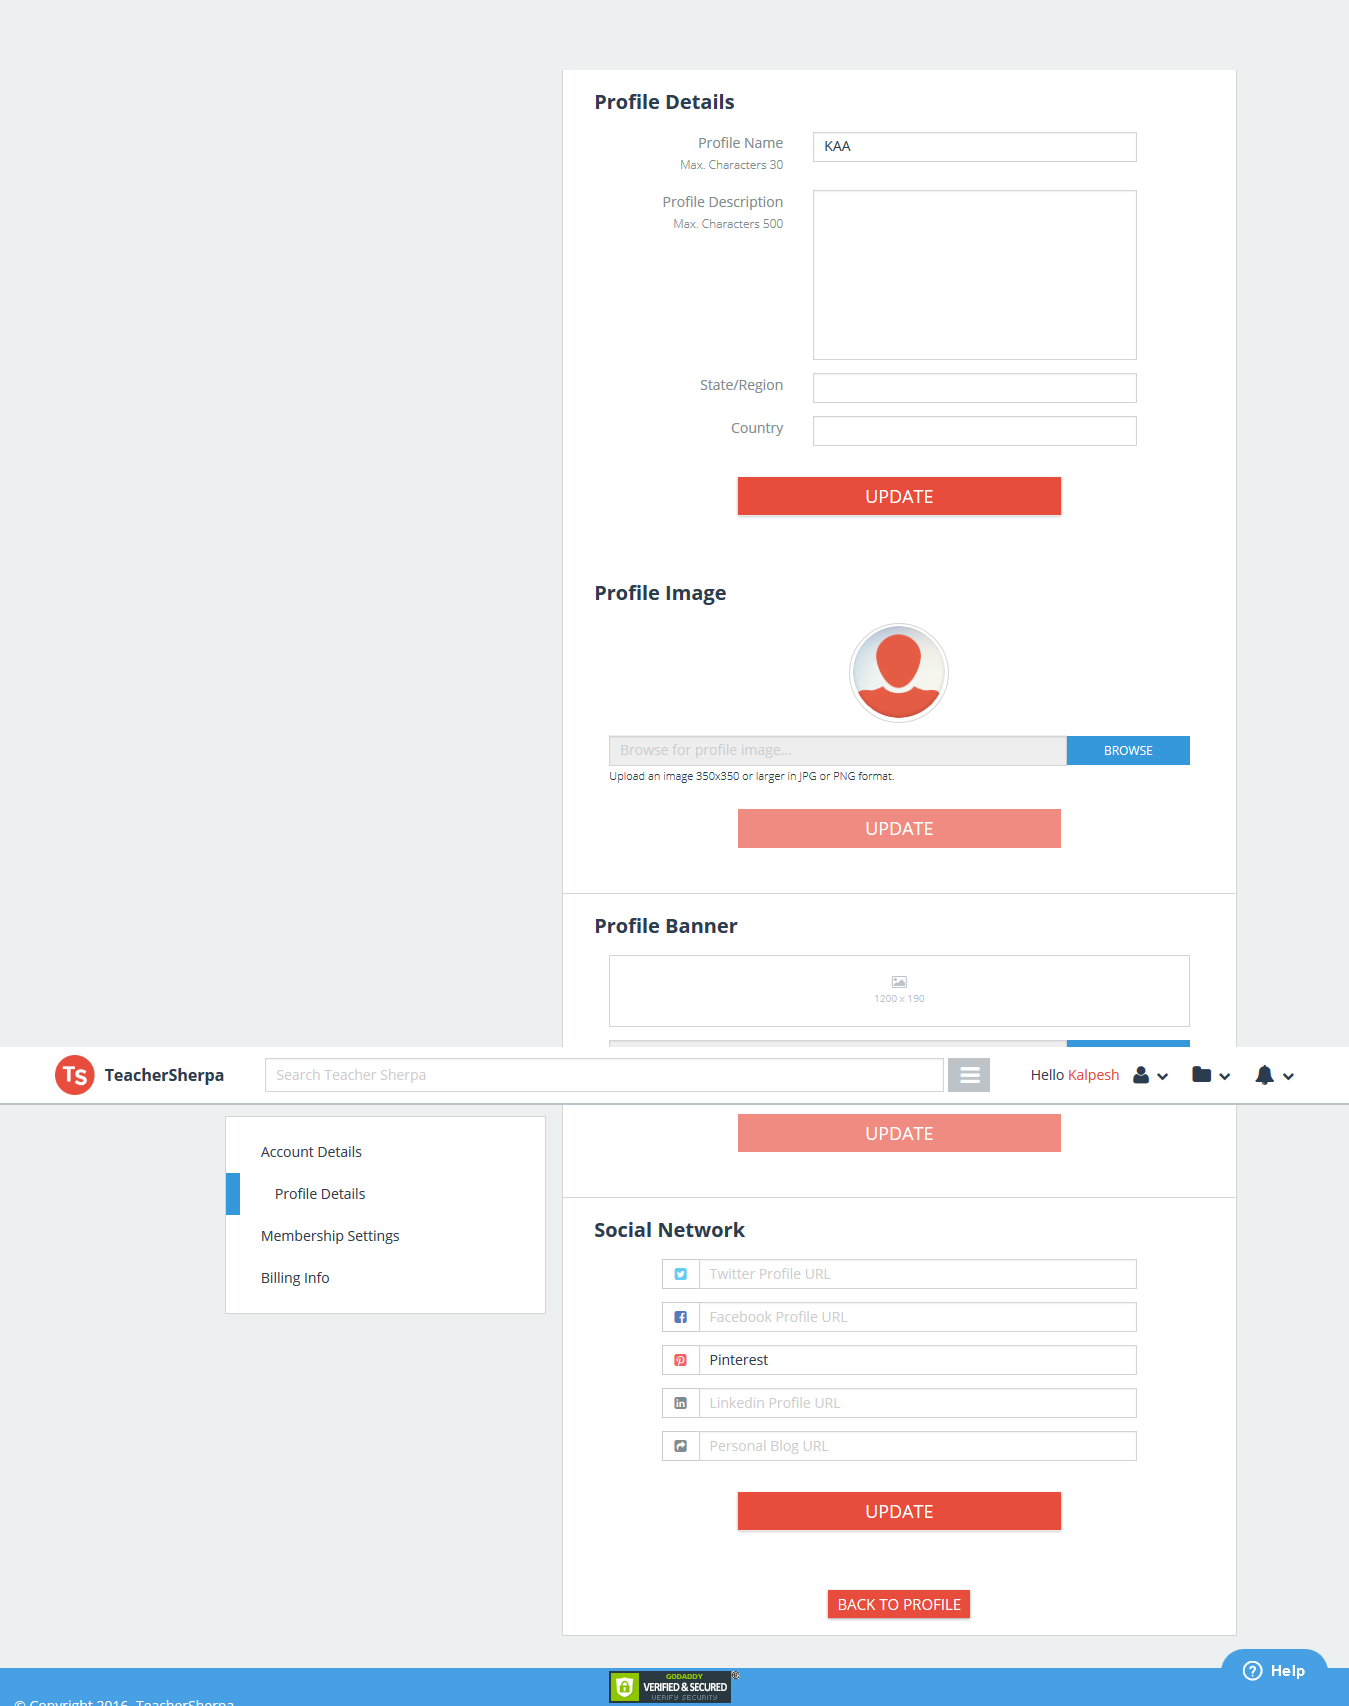 Profile Details
Profile Name
Max. Characters 30
KAA
Profile Description
Max. Characters 500
State/Region
Country
UPDATE
Profile Image
Browse for profile image...
BROWSE
Upload an image 350x350 or larger in JPG or PNG format.
UPDATE
Profile Banner
1200 x 190
Ts TeacherSherpa
Search Teacher Sherpa
Hello Kalpesh
UPDATE
Account Details
Profile Details
Membership Settings
Billing Info
Social Network
Twitter Profile URL
Facebook Profile URL
Pinterest
Linkedin Profile URL
Personal Blog URL
UPDATE
BACK TO PROFILE
Help
GODADDY
VERIFIED & SECURED
VERIFY SECURITY
© Copyright 2016, TeacherSherpa